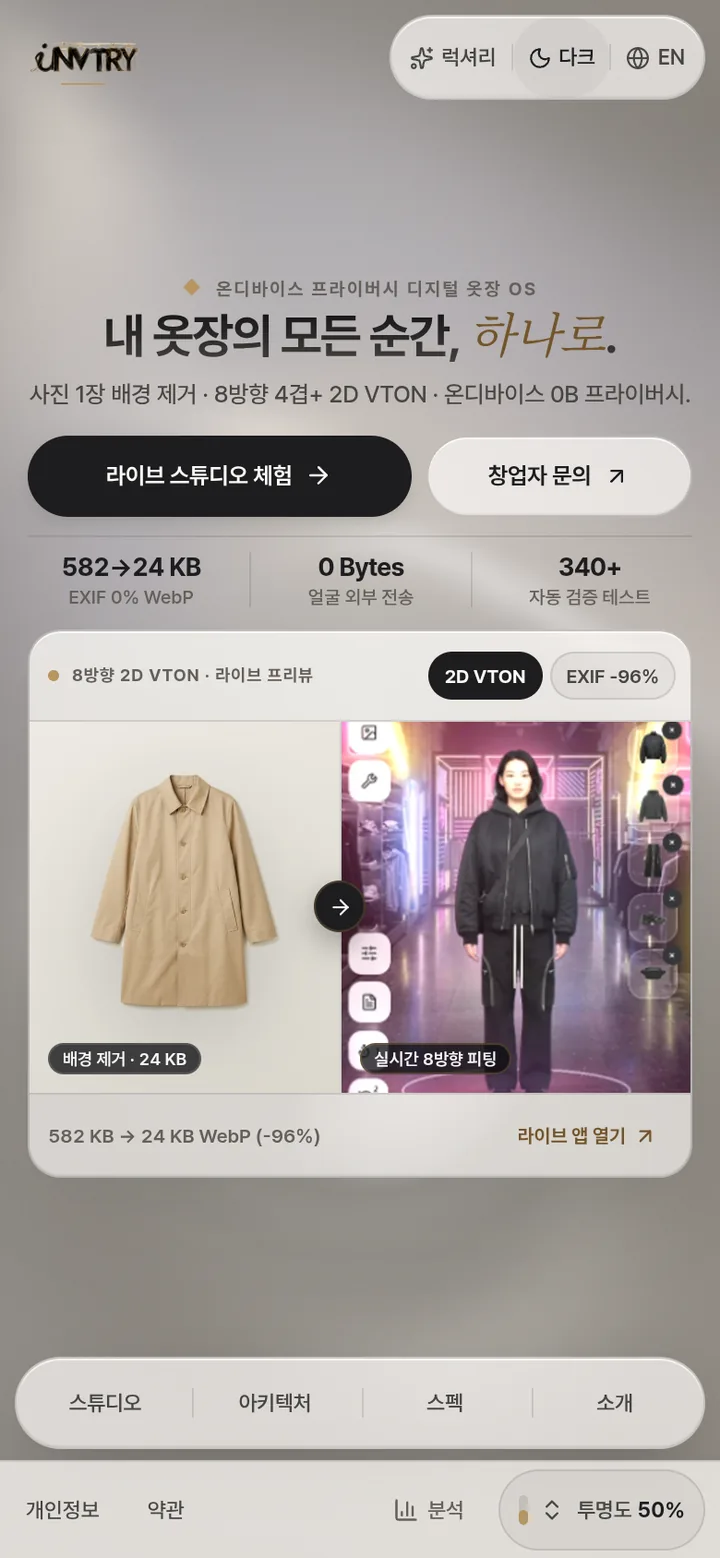 iNVTRY
럭셔리
다크
EN
온디바이스 프라이버시 디지털 옷장 OS
내 옷장의 모든 순간, 하나로.
사진 1장 배경 제거 · 8방향 4겹+ 2D VTON · 온디바이스 0B 프라이버시.
라이브 스튜디오 체험 →
창업자 문의 ↗
582→24 KB
0 Bytes
340+
EXIF 0% WebP
얼굴 외부 전송
자동 검증 테스트
8방향 2D VTON · 라이브 프리뷰
2D VTON
EXIF -96%
배경 제거 · 24 KB
실시간 8방향 피팅
582 KB → 24 KB WebP (-96%)
라이브 앱 열기 ↗
스튜디오
아키텍처
스펙
소개
개인정보
약관
분석
투명도 50%